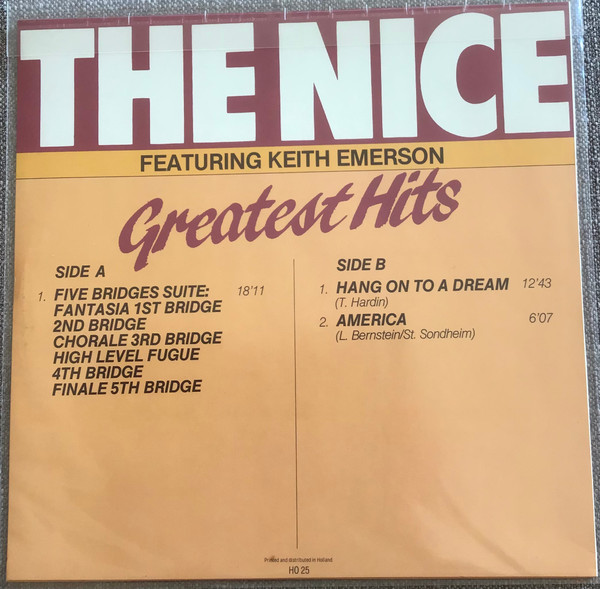 THE NICE
FEATURING KEITH EMERSON
Greatest Hits
SIDE A
1. FIVE BRIDGES SUITE: 18'11
FANTASIA 1ST BRIDGE
2ND BRIDGE
CHORALE 3RD BRIDGE
HIGH LEVEL FUGUE
4TH BRIDGE
FINALE 5TH BRIDGE
SIDE B
1. HANG ON TO A DREAM 12'43
(T. Hardin)
2. AMERICA 6'07
(L. Bernstein/St. Sondheim)
Printed and distributed in Holland
HO 25